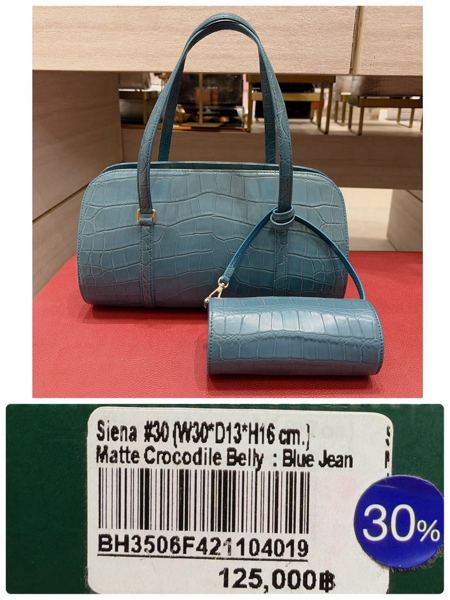 Siena #30 (W30*D13*H16 cm.)
Matte Crocodile Belly : Blue Jean
BH3506F421104019
125,000฿
30%